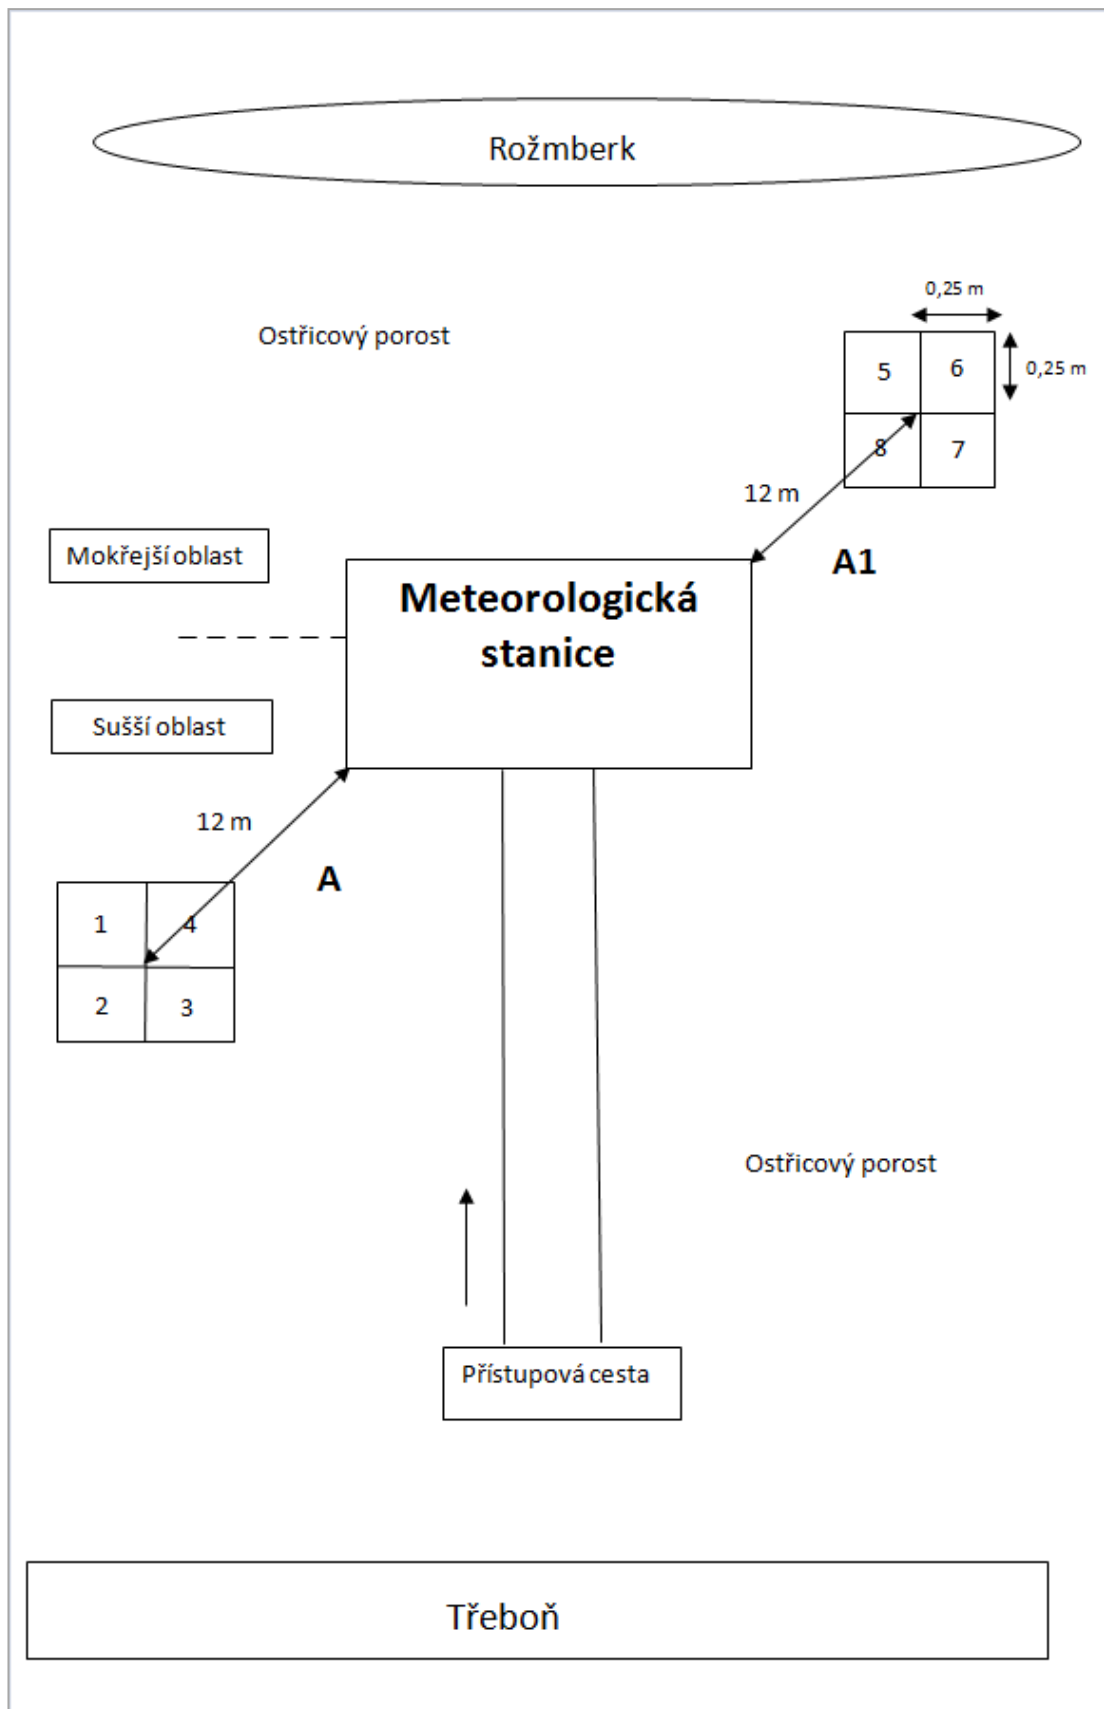 Rožmberk
0,25 m
Ostřicový porost
5
6
0,25 m
8
7
12 m
Mokřejší oblast
A1
Meteorologická
stanice
Sušší oblast
12 m
A
1
4
2
3
Ostřicový porost
Přístupová cesta
Třeboň